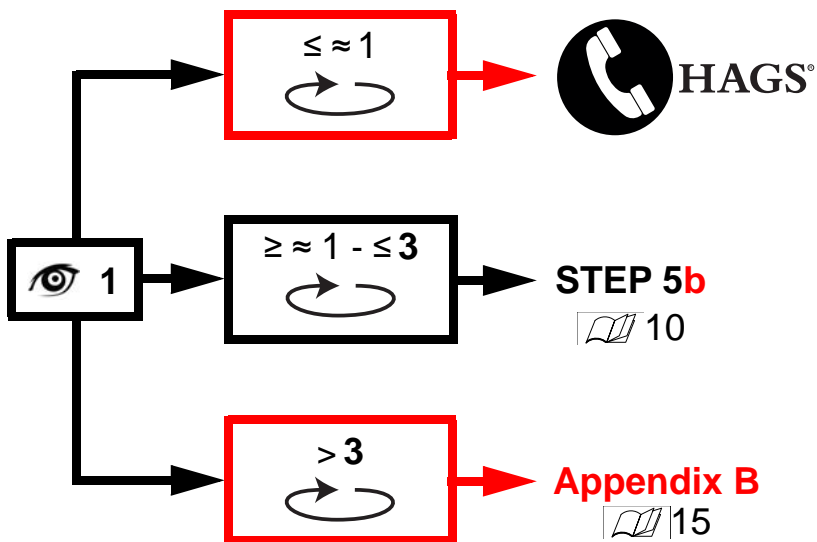 ≤ ≈ 1
HAGS®
1
≥ ≈ 1 - ≤ 3
STEP 5b
10
> 3
Appendix B
15